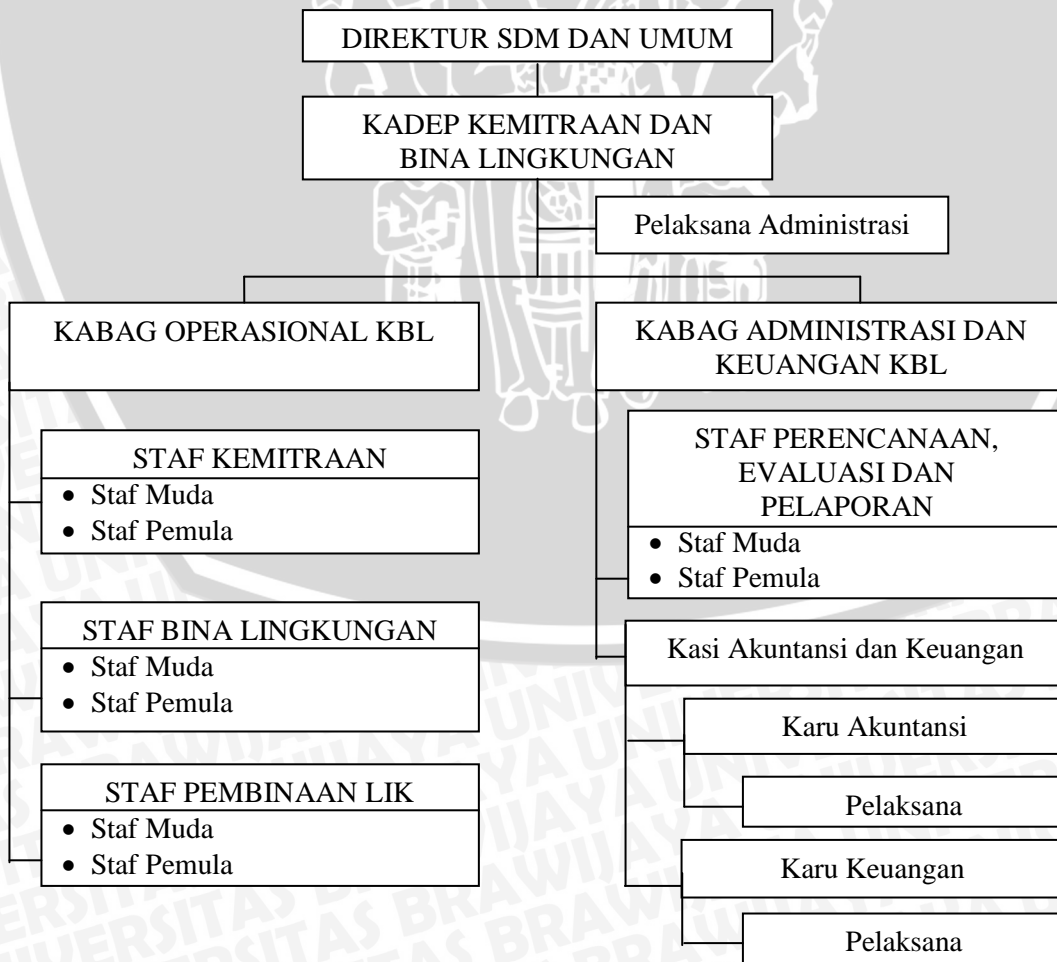 DIREKTUR SDM DAN UMUM
KADEP KEMITRAAN DAN
BINA LINGKUNGAN
Pelaksana Administrasi
KABAG OPERASIONAL KBL
STAF KEMITRAAN
• Staf Muda
• Staf Pemula
STAF BINA LINGKUNGAN
• Staf Muda
• Staf Pemula
STAF PEMBINAAN LIK
• Staf Muda
• Staf Pemula
KABAG ADMINISTRASI DAN
KEUANGAN KBL
STAF PERENCANAAN,
EVALUASI DAN
PELAPORAN
• Staf Muda
• Staf Pemula
Kasi Akuntansi dan Keuangan
Karu Akuntansi
Pelaksana
Karu Keuangan
Pelaksana